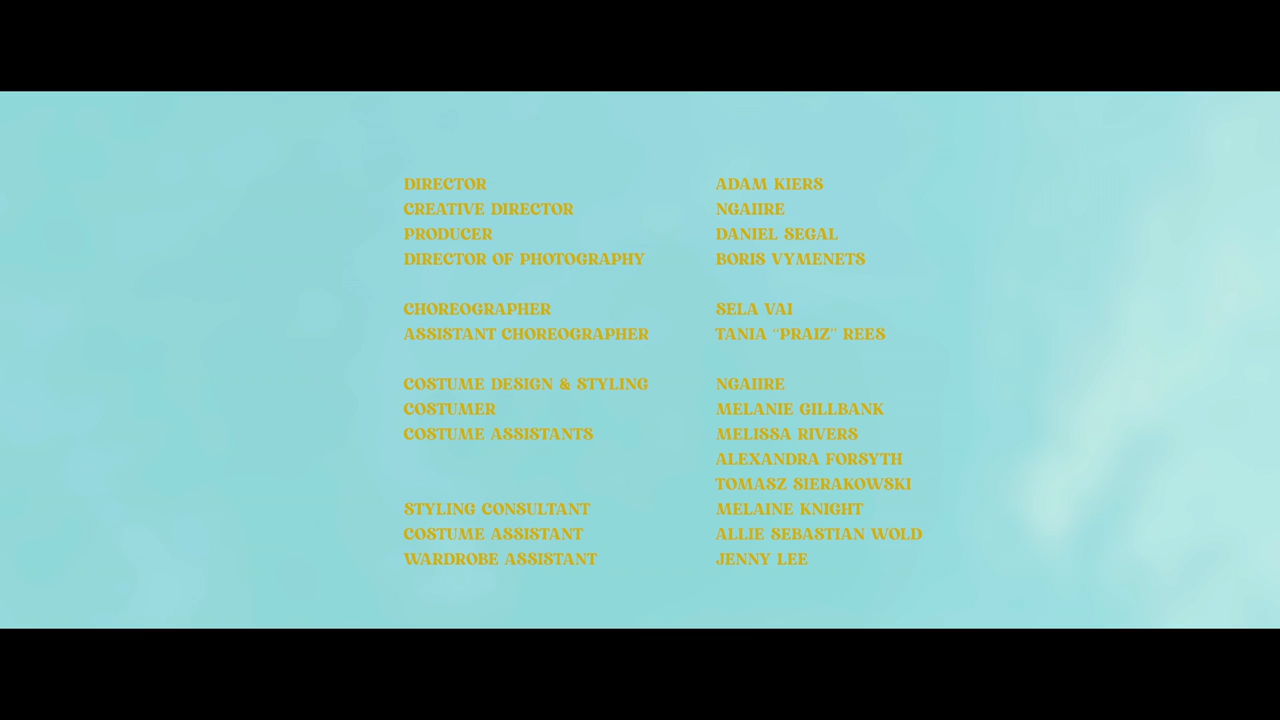 DIRECTOR ADAM KIERS
CREATIVE DIRECTOR NGAIIRE
PRODUCER DANIEL SEGAL
DIRECTOR OF PHOTOGRAPHY BORIS VYMENETS
CHOREOGRAPHER SELA VAI
ASSISTANT CHOREOGRAPHER TANIA "PRAIZ" REES
COSTUME DESIGN & STYLING NGAIIRE
COSTUMER MELANIE GILLBANK
COSTUME ASSISTANTS MELISSA RIVERS
ALEXANDRA FORSYTH
TOMASZ SIERAKOWSKI
STYLING CONSULTANT MELAINE KNIGHT
COSTUME ASSISTANT ALLIE SEBASTIAN WOLD
WARDROBE ASSISTANT JENNY LEE